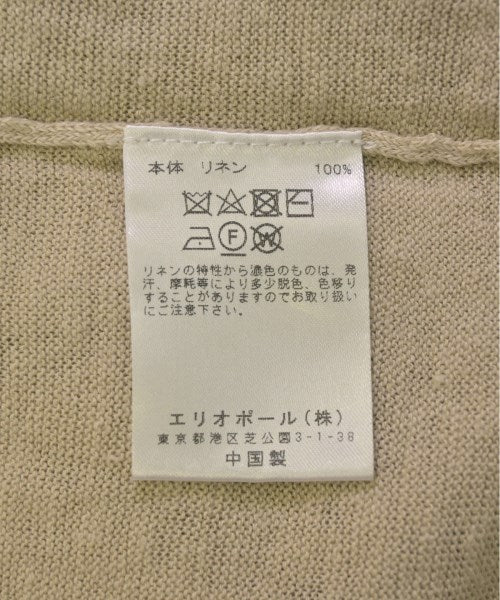 本体 リネン 100%
F W
リネンの特性から濃色のものは、発
汗、摩耗等により多少脱色、色移り
することがありますのでお取り扱い
にご注意下さい。
エリオポール(株)
東京都港区芝公園3-1-38
中国製